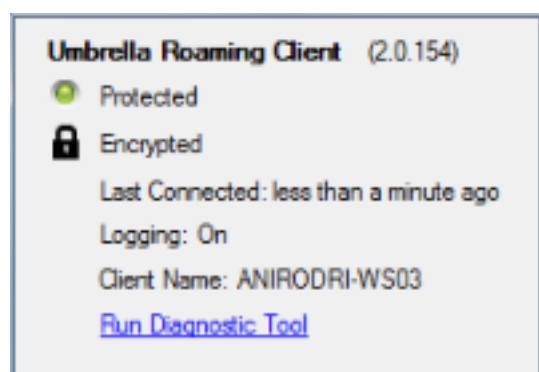 Umbrella Roaming Client (2.0.154)
Protected
Encrypted
Last Connected: less than a minute ago
Logging: On
Client Name: ANIRODRI-WS03
Run Diagnostic Tool